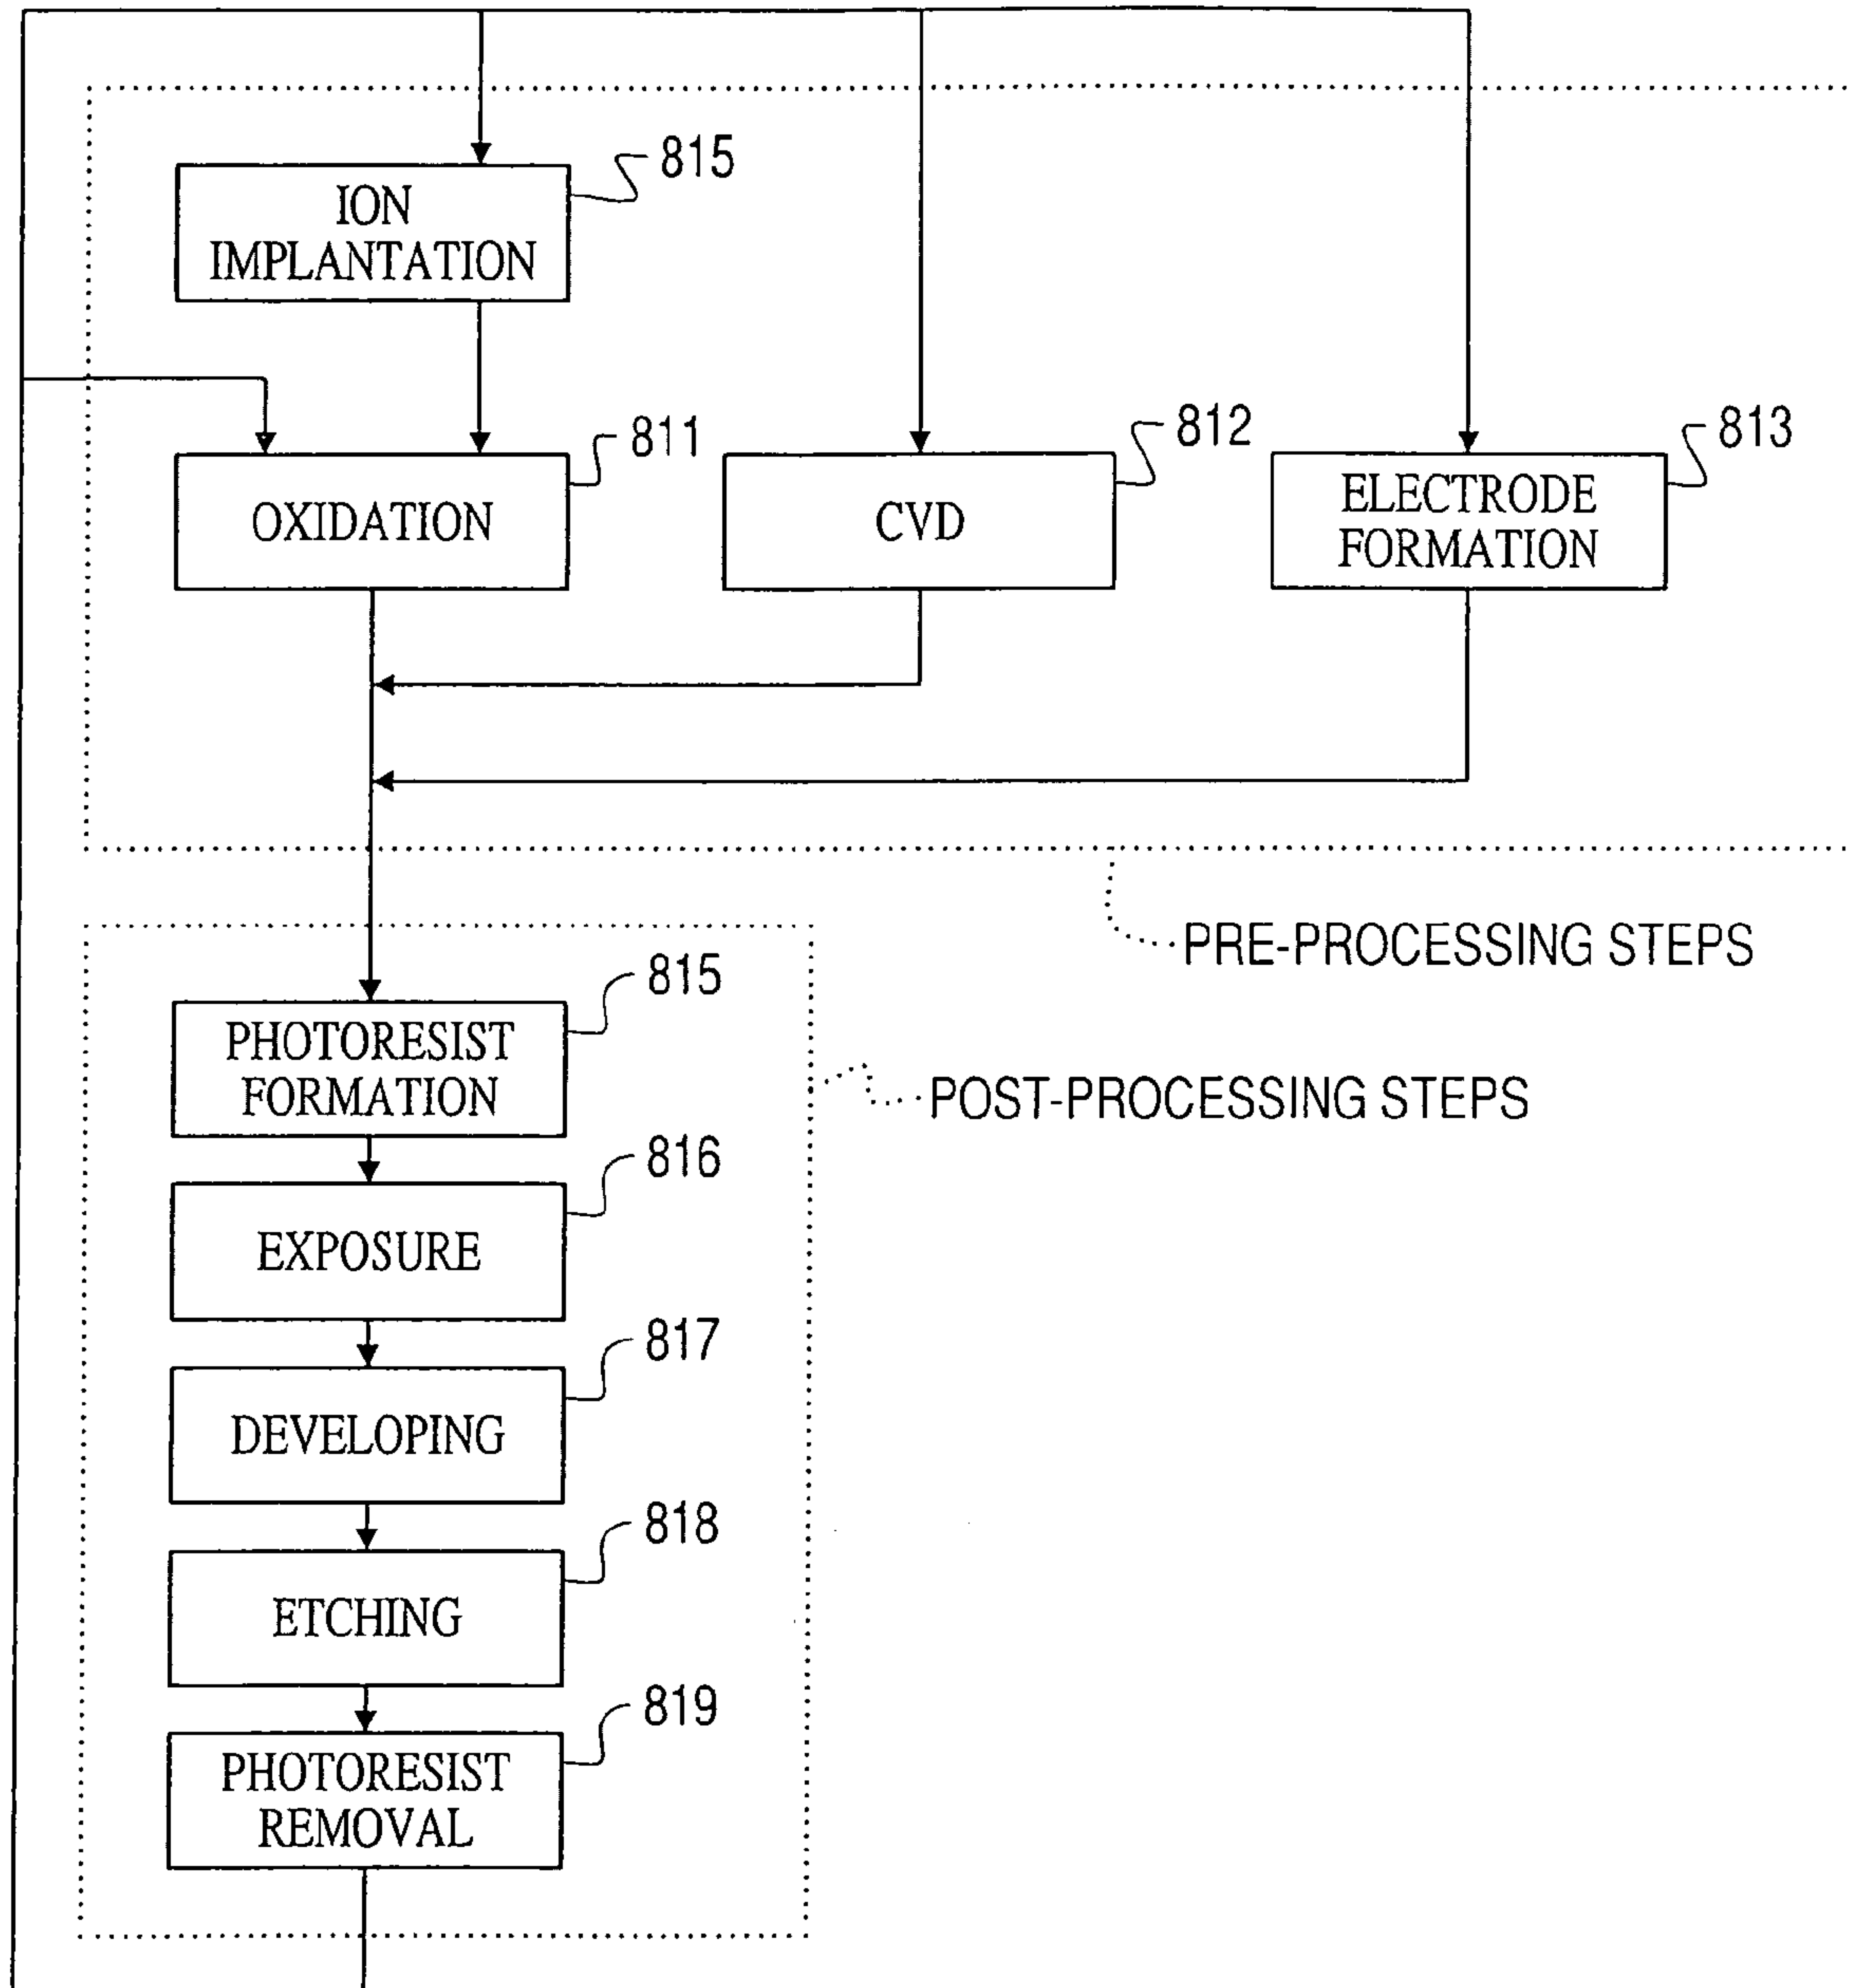 815
ION
IMPLANTATION
811
OXIDATION
812
CVD
813
ELECTRODE
FORMATION
PRE-PROCESSING STEPS
815
PHOTORESIST
FORMATION
POST-PROCESSING STEPS
816
EXPOSURE
817
DEVELOPING
818
ETCHING
819
PHOTORESIST
REMOVAL